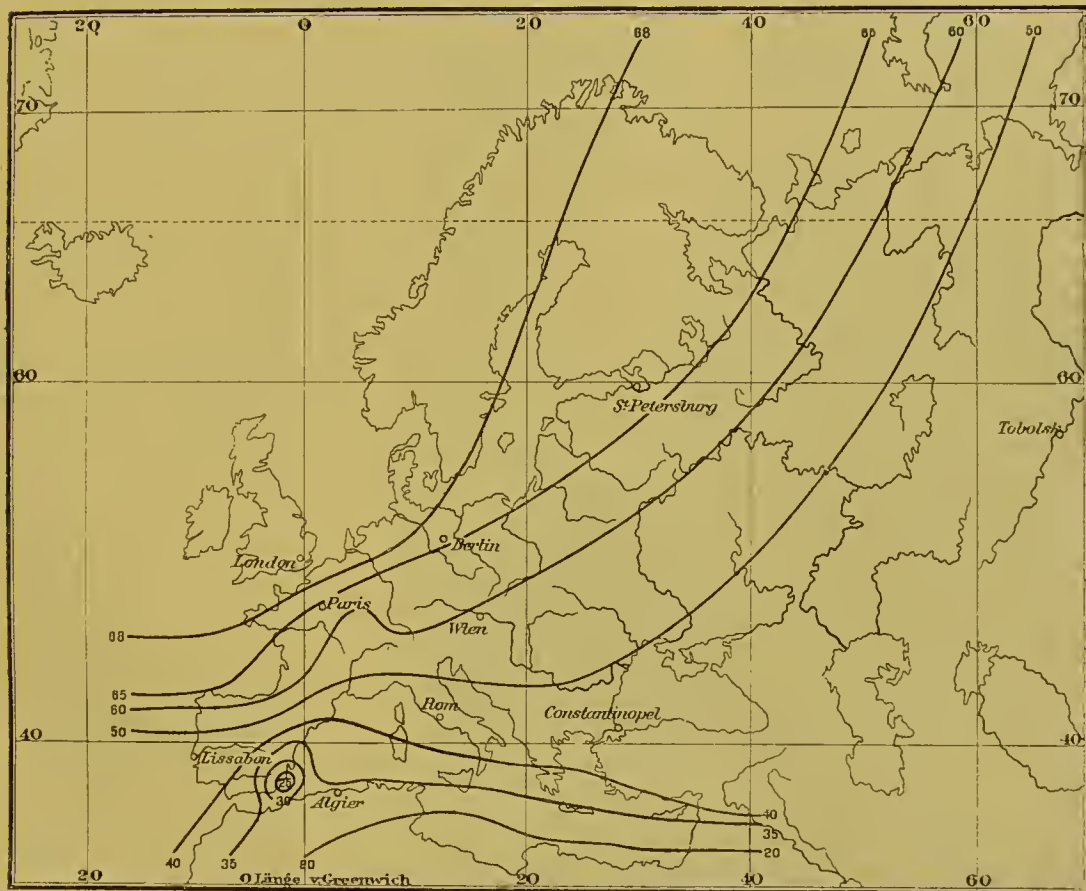 20 0 20 40 60
68 65 60 50
70 70
60 60
St. Petersburg
Tobolsk
London
Berlin
Paris
Wien
68
65
60
50
Rom
Constantinopel
40 40
Lissabon
25
30
Algier
40
35
20
40 35 20
20 20 40 60
0 Länge v. Greenwich